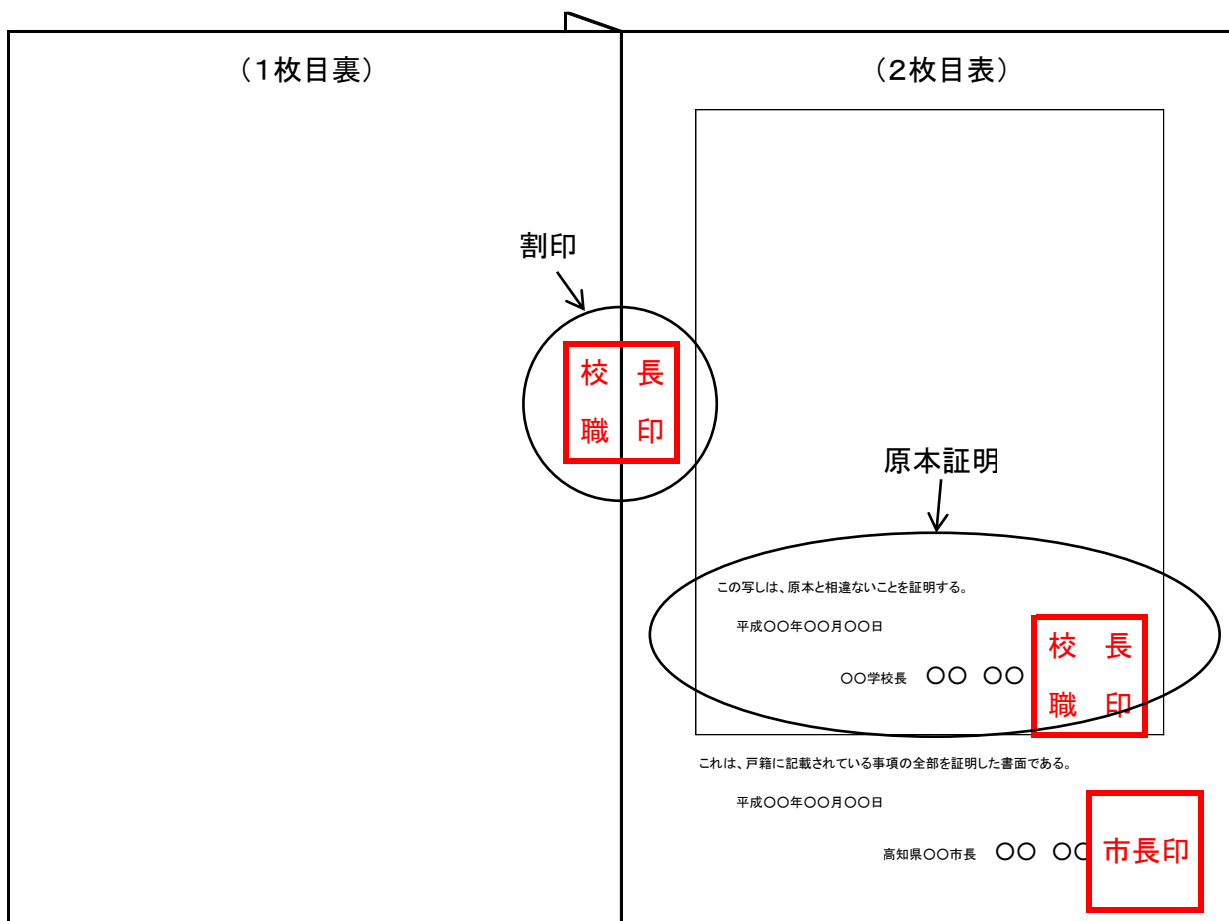 （１枚目裏）
（２枚目表）
割印
校 長
職 印
原本証明
この写しは、原本と相違ないことを証明する。
平成〇〇年〇〇月〇〇日
〇〇学校長 〇〇 〇〇
校 長
職 印
これは、戸籍に記載されている事項の全部を証明した書面である。
平成〇〇年〇〇月〇〇日
高知県〇〇市長 〇〇 〇〇
市長印